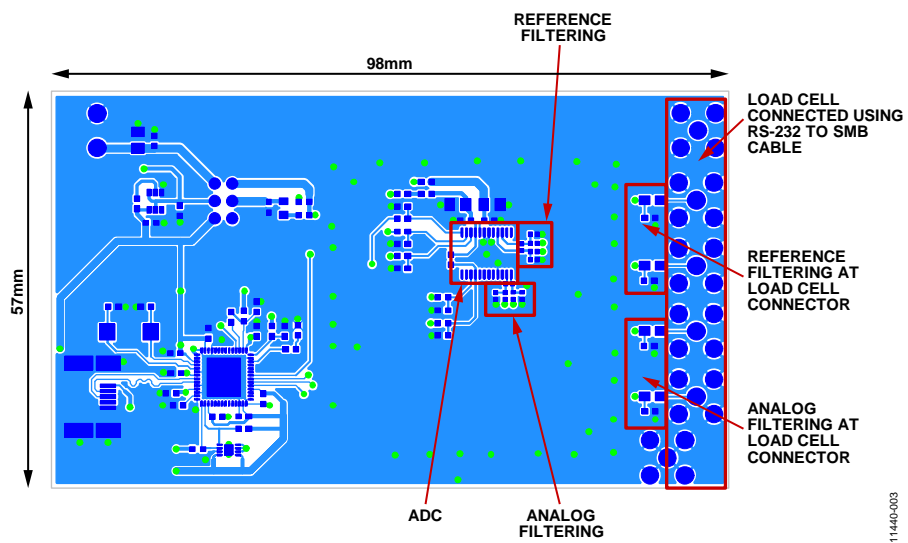 REFERENCE
FILTERING
98mm
LOAD CELL
CONNECTED USING
RS-232 TO SMB
CABLE
57mm
REFERENCE
FILTERING AT
LOAD CELL
CONNECTOR
ANALOG
FILTERING AT
LOAD CELL
CONNECTOR
ADC
ANALOG
FILTERING
11440-003